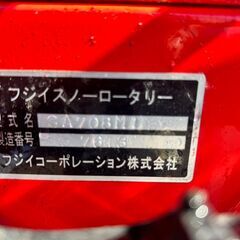 フジイスノーロータリー
型式
製造番号
フジイコーポレーション株式会社